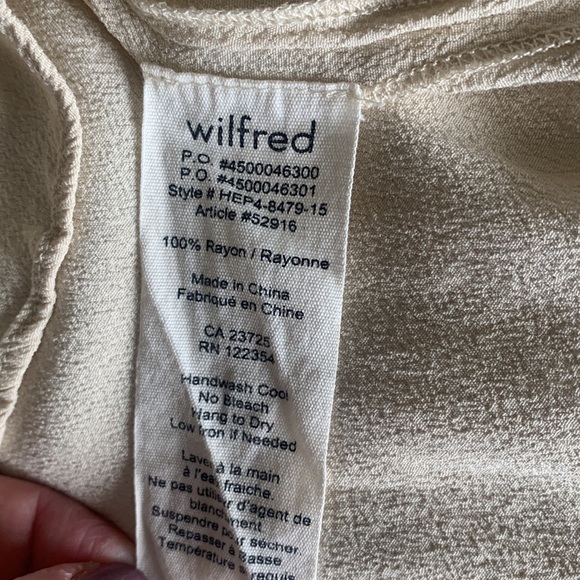 wilfred
P.O. #4500046300
P.O. #4500046301
Style # HEP4-8479-15
Article #52916
100% Rayon / Rayonne
Made in China
Fabriqué en Chine
CA 23725
RN 122354
Handwash Cool
No Bleach
Hang to Dry
Low Iron if Needed
Laver à la main
à l'eau fraîche.
Ne pas utiliser d'agent de
blanchiment
Suspendre pour sécher
Repasser à Basse
Température
requis